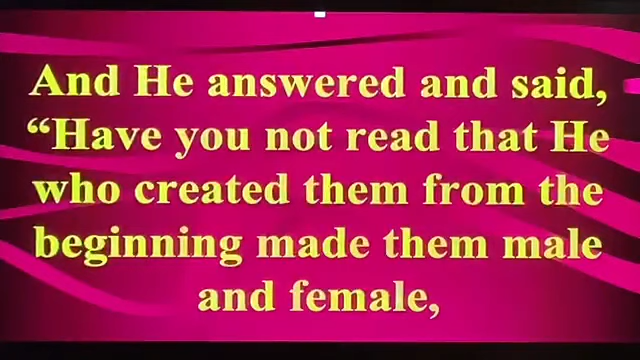 And He answered and said,
“Have you not read that He
who created them from the
beginning made them male
and female,